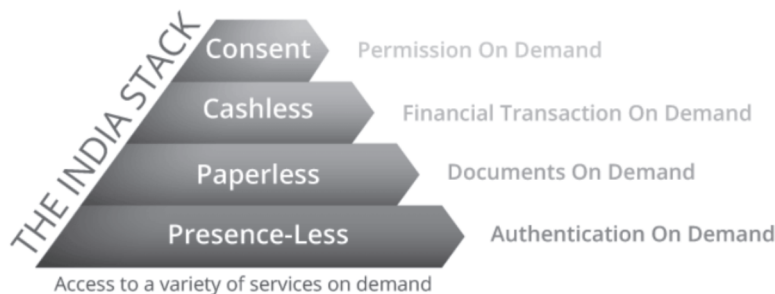 THE INDIA STACK
Consent
Permission On Demand
Cashless
Financial Transaction On Demand
Paperless
Documents On Demand
Presence-Less
Authentication On Demand
Access to a variety of services on demand